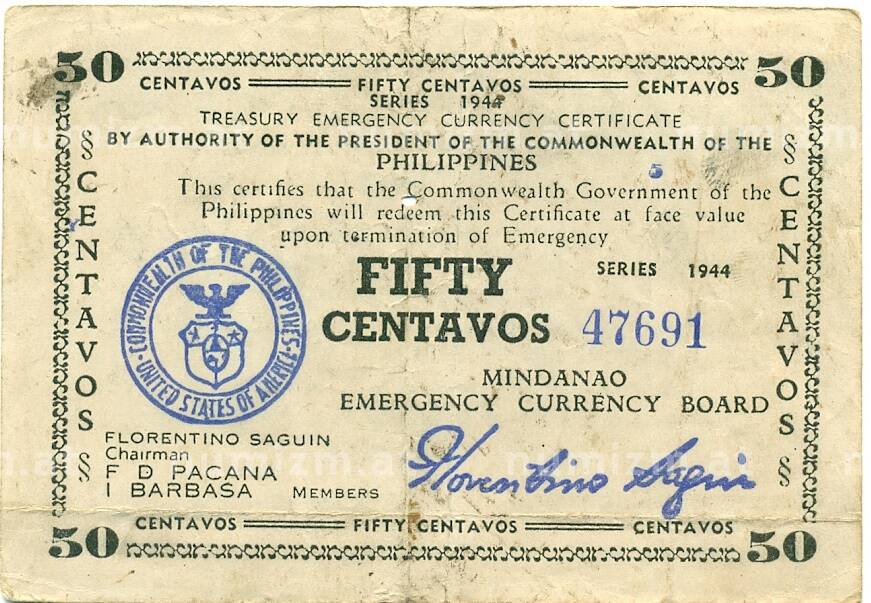 50 50
CENTAVOS FIFTY CENTAVOS CENTAVOS
SERIES 1944
TREASURY EMERGENCY CURRENCY CERTIFICATE
BY AUTHORITY OF THE PRESIDENT OF THE COMMONWEALTH OF THE
PHILIPPINES
5
This certifies that the Commonwealth Government of the
Philippines will redeem this Certificate at face value
upon termination of Emergency
§ CENTAVOS §
§ CENTAVOS §
COMMONWEALTH OF THE PHILIPPINES
UNITED STATES OF AMERICA
FIFTY SERIES 1944
CENTAVOS 47691
MINDANAO
EMERGENCY CURRENCY BOARD
FLORENTINO SAGUIN
Chairman
F D PACANA
I BARBASA MEMBERS
Florentino Saguin
CENTAVOS FIFTY CENTAVOS CENTAVOS
50 50